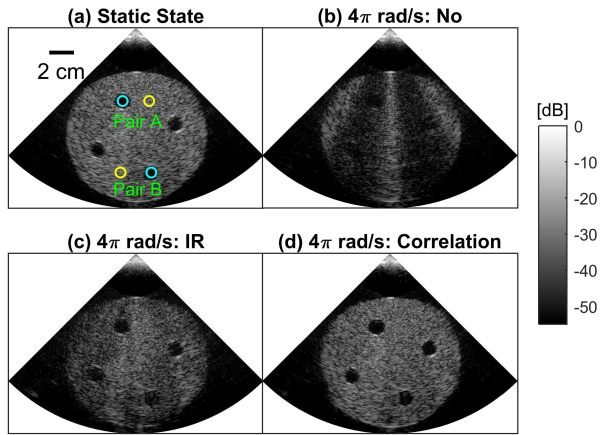 (a) Static State
(b) 4π rad/s: No
2 cm
Pair A
Pair B
[dB]
0
-10
-20
-30
-40
-50
(c) 4π rad/s: IR
(d) 4π rad/s: Correlation